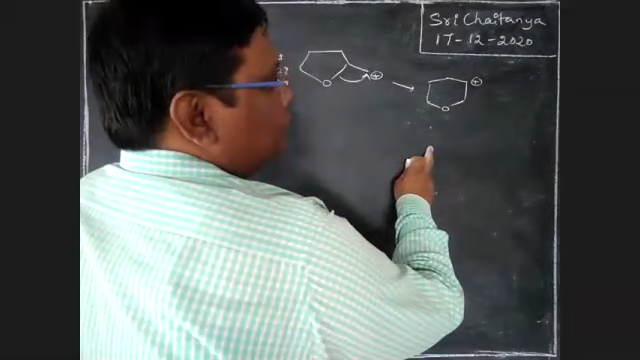 Sri Chaitanya
17-12-2020
O ⊕ → ⊕
O